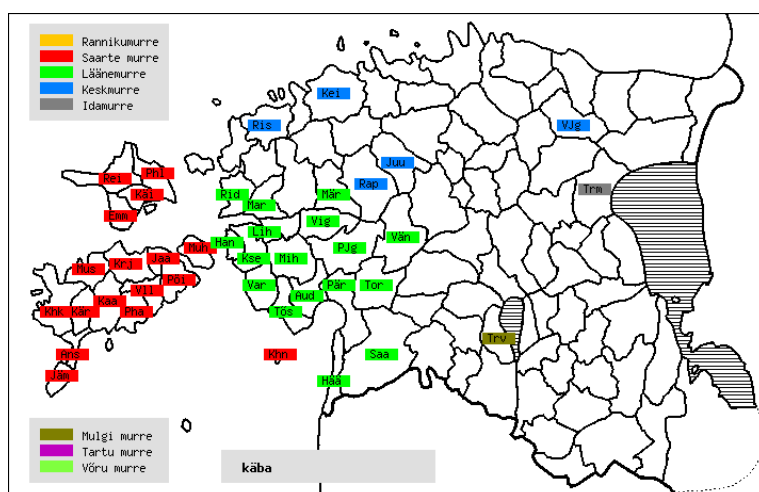 Rannikumurre
Saarte murre
Läänemurre
Keskmurre
Idamurre
Kei
Ris
VJg
Juu
Phl
Rei
Rap
Trm
Käi
Rid
Mär
Mar
Emm
Vig
Lih
Vän
Han
Muh
PJg
Jaa
Kse
Mih
Krj
Mus
Pöi
Var
Pär
Tor
Vll
Aud
Kaa
Khk
Kär
Pha
Tös
Trv
Ans
Khn
Saa
Jäm
Hää
Mulgi murre
Tartu murre
Võru murre
käba